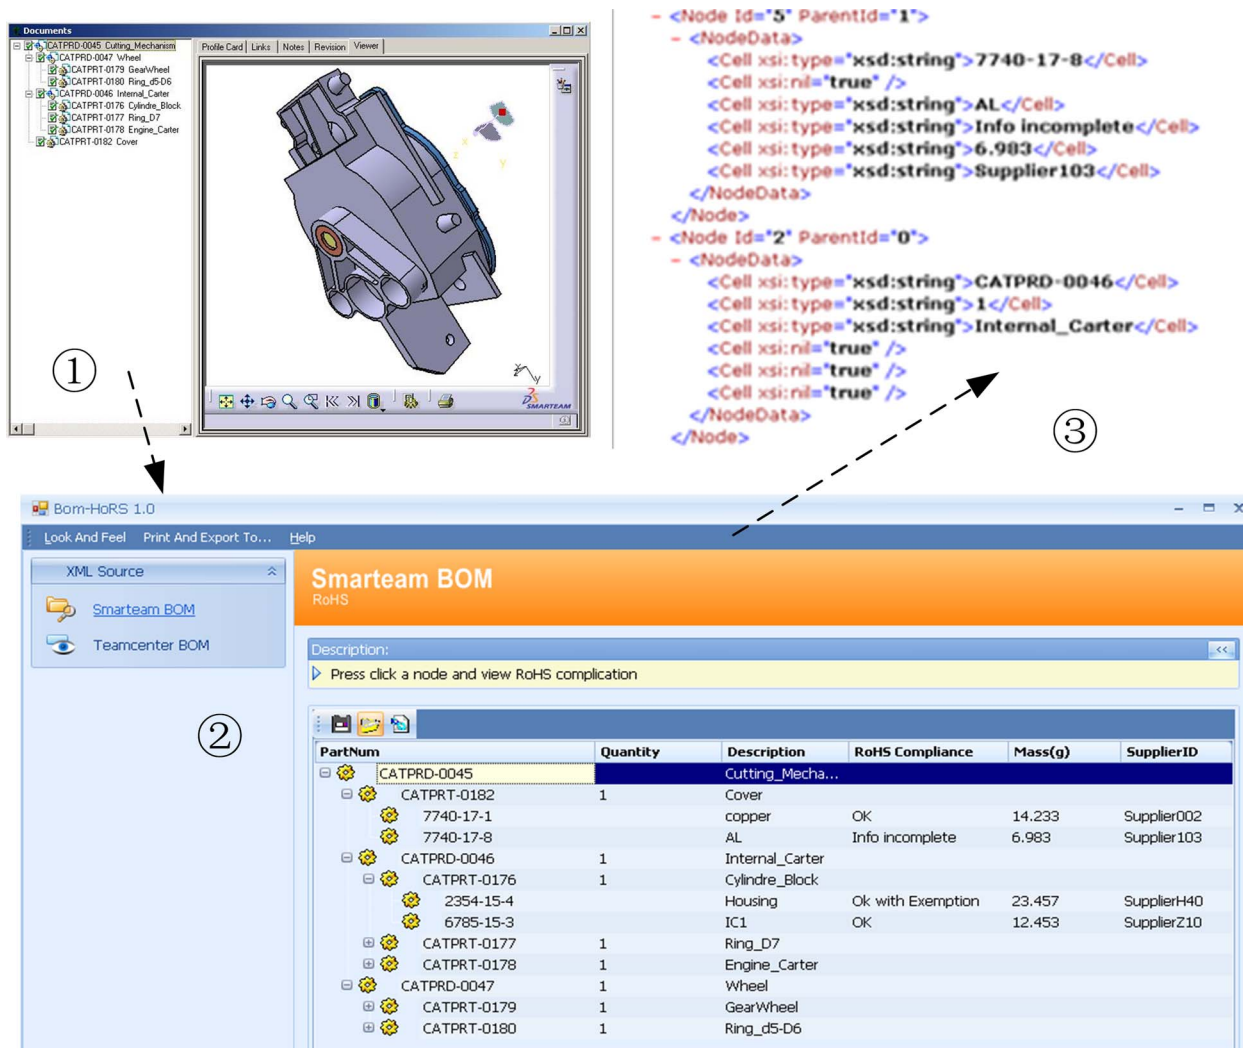 Documents
CATPRD-0045 Cutting_Mechanism
CATPRD-0047 Wheel
CATPRT-0179 GearWheel
CATPRT-0180 Ring_d5-D6
CATPRD-0046 Internal_Carter
CATPRT-0176 Cylindre_Block
CATPRT-0177 Ring_D7
CATPRT-0178 Engine_Carter
CATPRT-0182 Cover
Profile Card Links Notes Revision Viewer
x
z
y
y
SMARTEAM
①
- <Node Id="5" ParentId="1">
- <NodeData>
<Cell xsi:type="xsd:string">7740-17-8</Cell>
<Cell xsi:nil="true" />
<Cell xsi:type="xsd:string">AL</Cell>
<Cell xsi:type="xsd:string">Info incomplete</Cell>
<Cell xsi:type="xsd:string">6.983</Cell>
<Cell xsi:type="xsd:string">Supplier103</Cell>
</NodeData>
</Node>
- <Node Id="2" ParentId="0">
- <NodeData>
<Cell xsi:type="xsd:string">CATPRD-0046</Cell>
<Cell xsi:type="xsd:string">1</Cell>
<Cell xsi:type="xsd:string">Internal_Carter</Cell>
<Cell xsi:nil="true" />
<Cell xsi:nil="true" />
<Cell xsi:nil="true" />
</NodeData>
</Node>
③
Bom-HoRS 1.0
Look And Feel Print And Export To... Help
XML Source
Smarteam BOM
Teamcenter BOM
②
Smarteam BOM
RoHS
Description:
Press click a node and view RoHS complication
PartNum Quantity Description RoHS Compliance Mass(g) SupplierID
CATPRD-0045 Cutting_Mecha...
CATPRT-0182 1 Cover
7740-17-1 copper OK 14.233 Supplier002
7740-17-8 AL Info incomplete 6.983 Supplier103
CATPRD-0046 1 Internal_Carter
CATPRT-0176 1 Cylindre_Block
2354-15-4 Housing Ok with Exemption 23.457 SupplierH40
6785-15-3 IC1 OK 12.453 SupplierZ10
CATPRT-0177 1 Ring_D7
CATPRT-0178 1 Engine_Carter
CATPRD-0047 1 Wheel
CATPRT-0179 1 GearWheel
CATPRT-0180 1 Ring_d5-D6